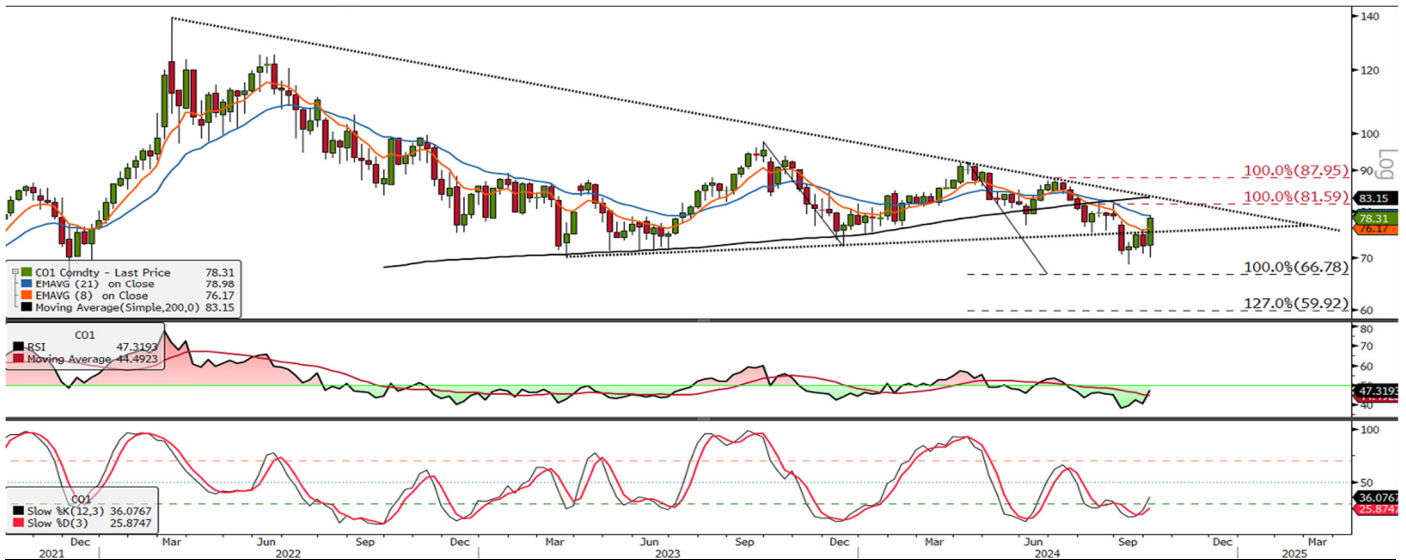 140
120
100
90
100.0%(87.95)
Log
83.15
100.0%(81.59)
78.31
76.17
70
100.0%(66.78)
127.0%(59.92)
60
CO1 Comdty - Last Price 78.31
EMAVG (21) on Close 78.98
EMAVG (8) on Close 76.17
Moving Average(Simple,200,0) 83.15
CO1
RSI 47.3193
Moving Average 44.4923
80
70
60
47.3193
40
100
50
CO1
Slow %K(12,3) 36.0767
Slow %D(3) 25.8747
36.0767
25.8747
Dec Mar Jun Sep Dec Mar Jun Sep Dec Mar Jun Sep Dec Mar
2021 2022 2023 2024 2025